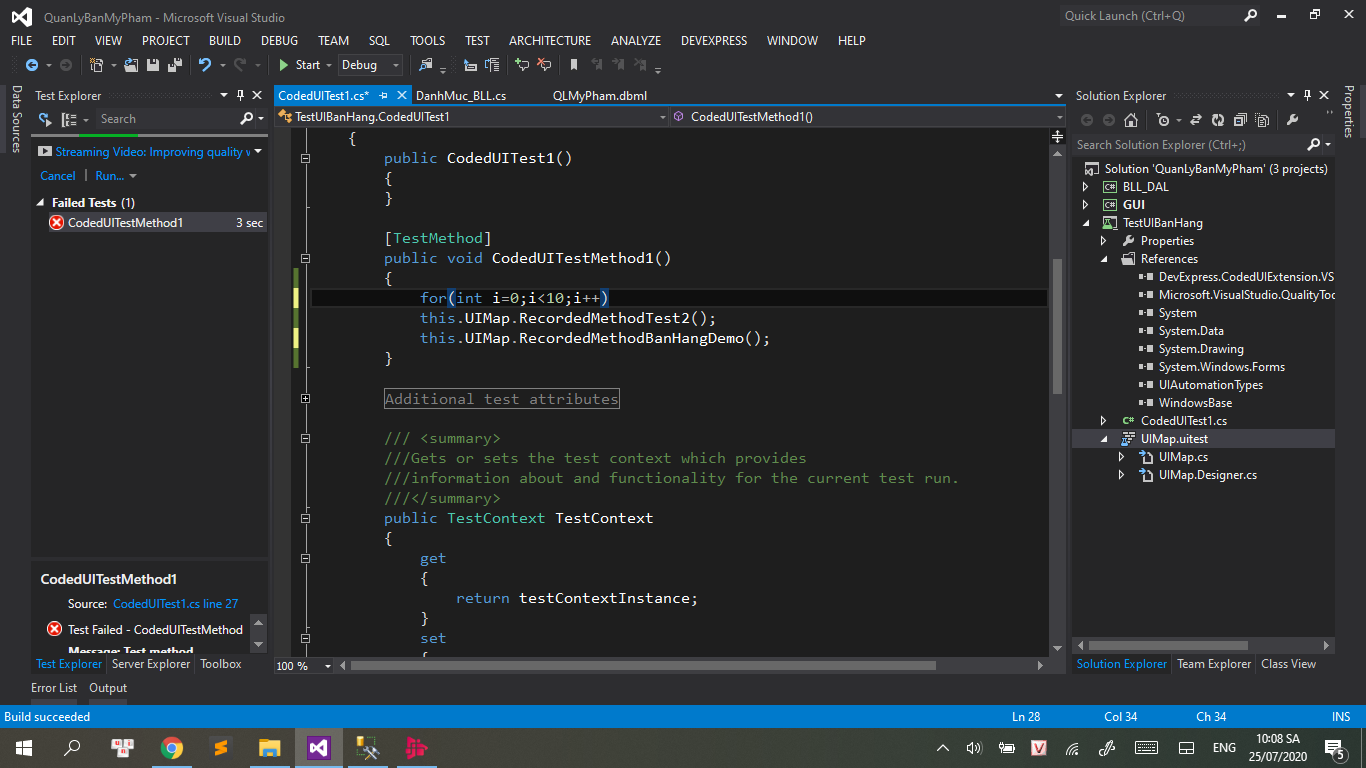 QuanLyBanMyPham - Microsoft Visual Studio
Quick Launch (Ctrl+Q)
FILE EDIT VIEW PROJECT BUILD DEBUG TEAM SQL TOOLS TEST ARCHITECTURE ANALYZE DEVEXPRESS WINDOW HELP
Start Debug
Data Sources
Test Explorer
Search
Streaming Video: Improving quality v
Cancel | Run...
Failed Tests (1)
CodedUITestMethod1 3 sec
CodedUITestMethod1
Source: CodedUITest1.cs line 27
Test Failed - CodedUITestMethod
Message: Test method
Test Explorer Server Explorer Toolbox
CodedUITest1.cs* DanhMuc_BLL.cs QLMyPham.dbml
TestUIBanHang.CodedUITest1 CodedUITestMethod1()
{
public CodedUITest1()
{
}
[TestMethod]
public void CodedUITestMethod1()
{
for(int i=0;i<10;i++)
this.UIMap.RecordedMethodTest2();
this.UIMap.RecordedMethodBanHangDemo();
}
Additional test attributes
/// <summary>
///Gets or sets the test context which provides
///information about and functionality for the current test run.
///</summary>
public TestContext TestContext
{
get
{
return testContextInstance;
}
set
{
100 %
Solution Explorer
Search Solution Explorer (Ctrl+;)
Solution 'QuanLyBanMyPham' (3 projects)
BLL_DAL
GUI
TestUIBanHang
Properties
References
DevExpress.CodedUIExtension.VS
Microsoft.VisualStudio.QualityToo
System
System.Data
System.Drawing
System.Windows.Forms
UIAutomationTypes
WindowsBase
CodedUITest1.cs
UIMap.uitest
UIMap.cs
UIMap.Designer.cs
Solution Explorer Team Explorer Class View
Properties
Error List Output
Build succeeded Ln 28 Col 34 Ch 34 INS
ENG
10:08 SA
25/07/2020
5